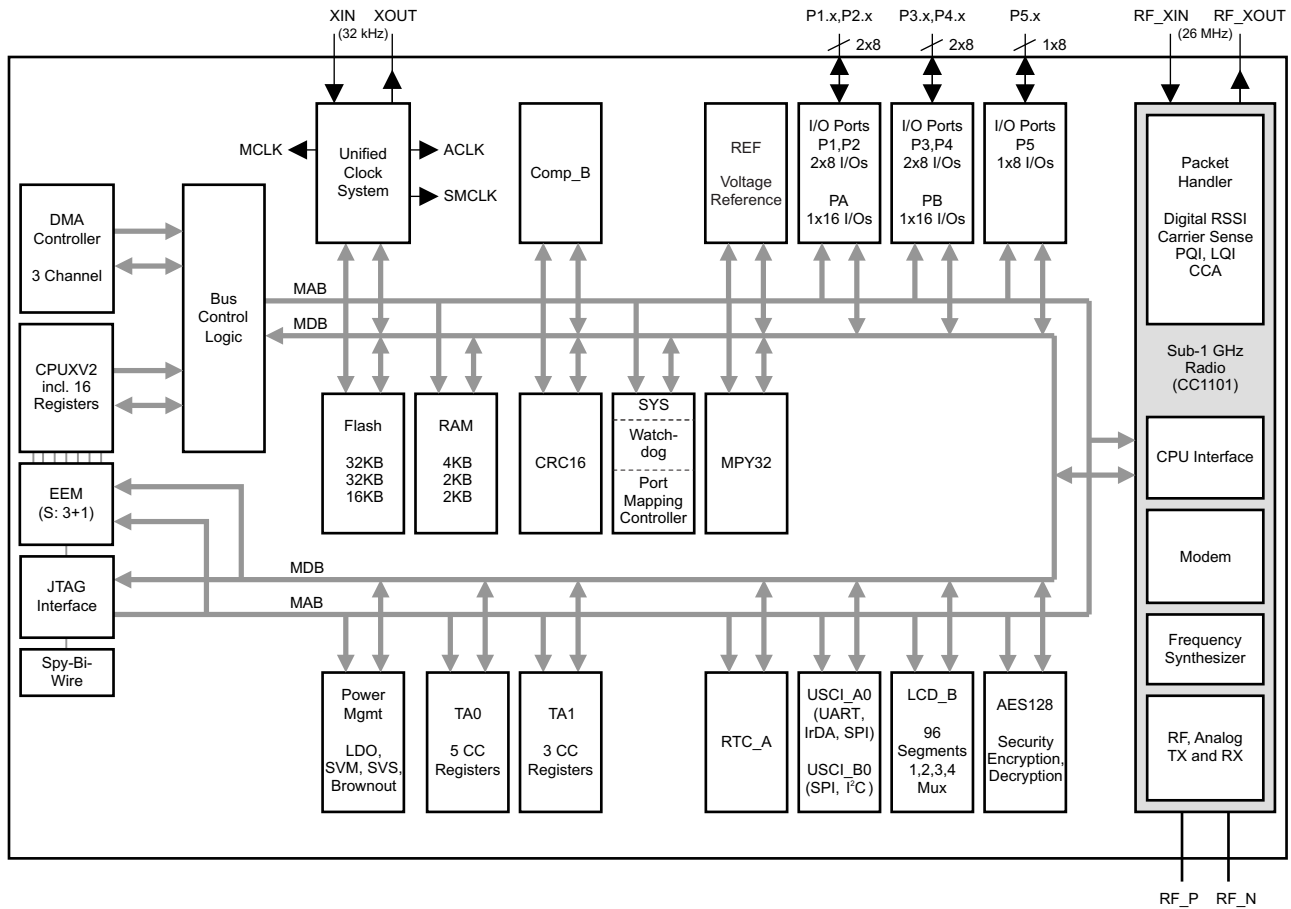 XIN XOUT
(32 kHz)
P1.x,P2.x
2x8
P3.x,P4.x
2x8
P5.x
1x8
RF_XIN RF_XOUT
(26 MHz)
MCLK
Unified
Clock
System
ACLK
SMCLK
Comp_B
REF
Voltage
Reference
I/O Ports
P1,P2
2x8 I/Os
PA
1x16 I/Os
I/O Ports
P3,P4
2x8 I/Os
PB
1x16 I/Os
I/O Ports
P5
1x8 I/Os
Packet
Handler
Digital RSSI
Carrier Sense
PQI, LQI
CCA
DMA
Controller
3 Channel
Bus
Control
Logic
MAB
MDB
CPUXV2
incl. 16
Registers
Sub-1 GHz
Radio
(CC1101)
Flash
32KB
32KB
16KB
RAM
4KB
2KB
2KB
CRC16
SYS
Watch-
dog
Port
Mapping
Controller
MPY32
CPU Interface
EEM
(S: 3+1)
Modem
JTAG
Interface
MDB
MAB
Frequency
Synthesizer
Spy-Bi-
Wire
Power
Mgmt
LDO,
SVM, SVS,
Brownout
TA0
5 CC
Registers
TA1
3 CC
Registers
RTC_A
USCI_A0
(UART,
IrDA, SPI)
USCI_B0
(SPI, I²C)
LCD_B
96
Segments
1,2,3,4
Mux
AES128
Security
Encryption,
Decryption
RF, Analog
TX and RX
RF_P RF_N